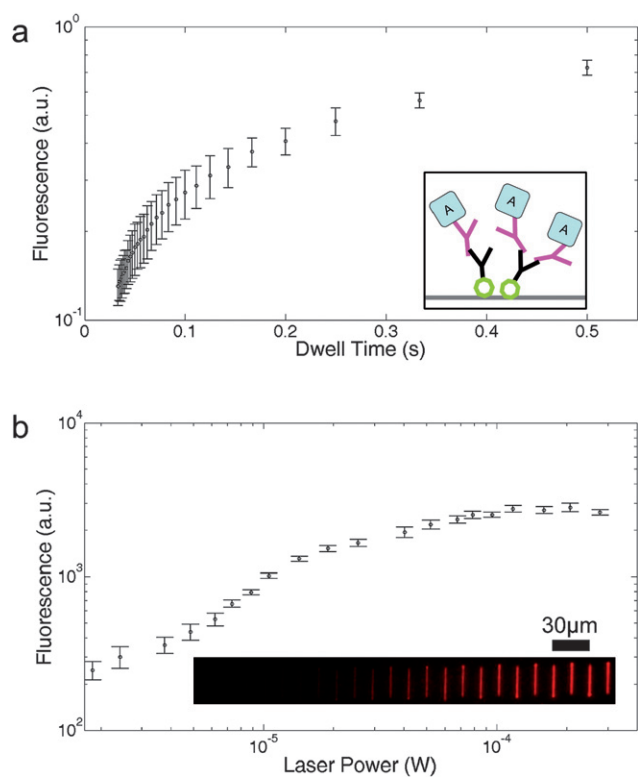 a
10^0
Fluorescence (a.u.)
10^-1
0 0.1 0.2 0.3 0.4 0.5
Dwell Time (s)
A A A
b
10^4
Fluorescence (a.u.)
10^3
10^2
30μm
10^-5 10^-4
Laser Power (W)